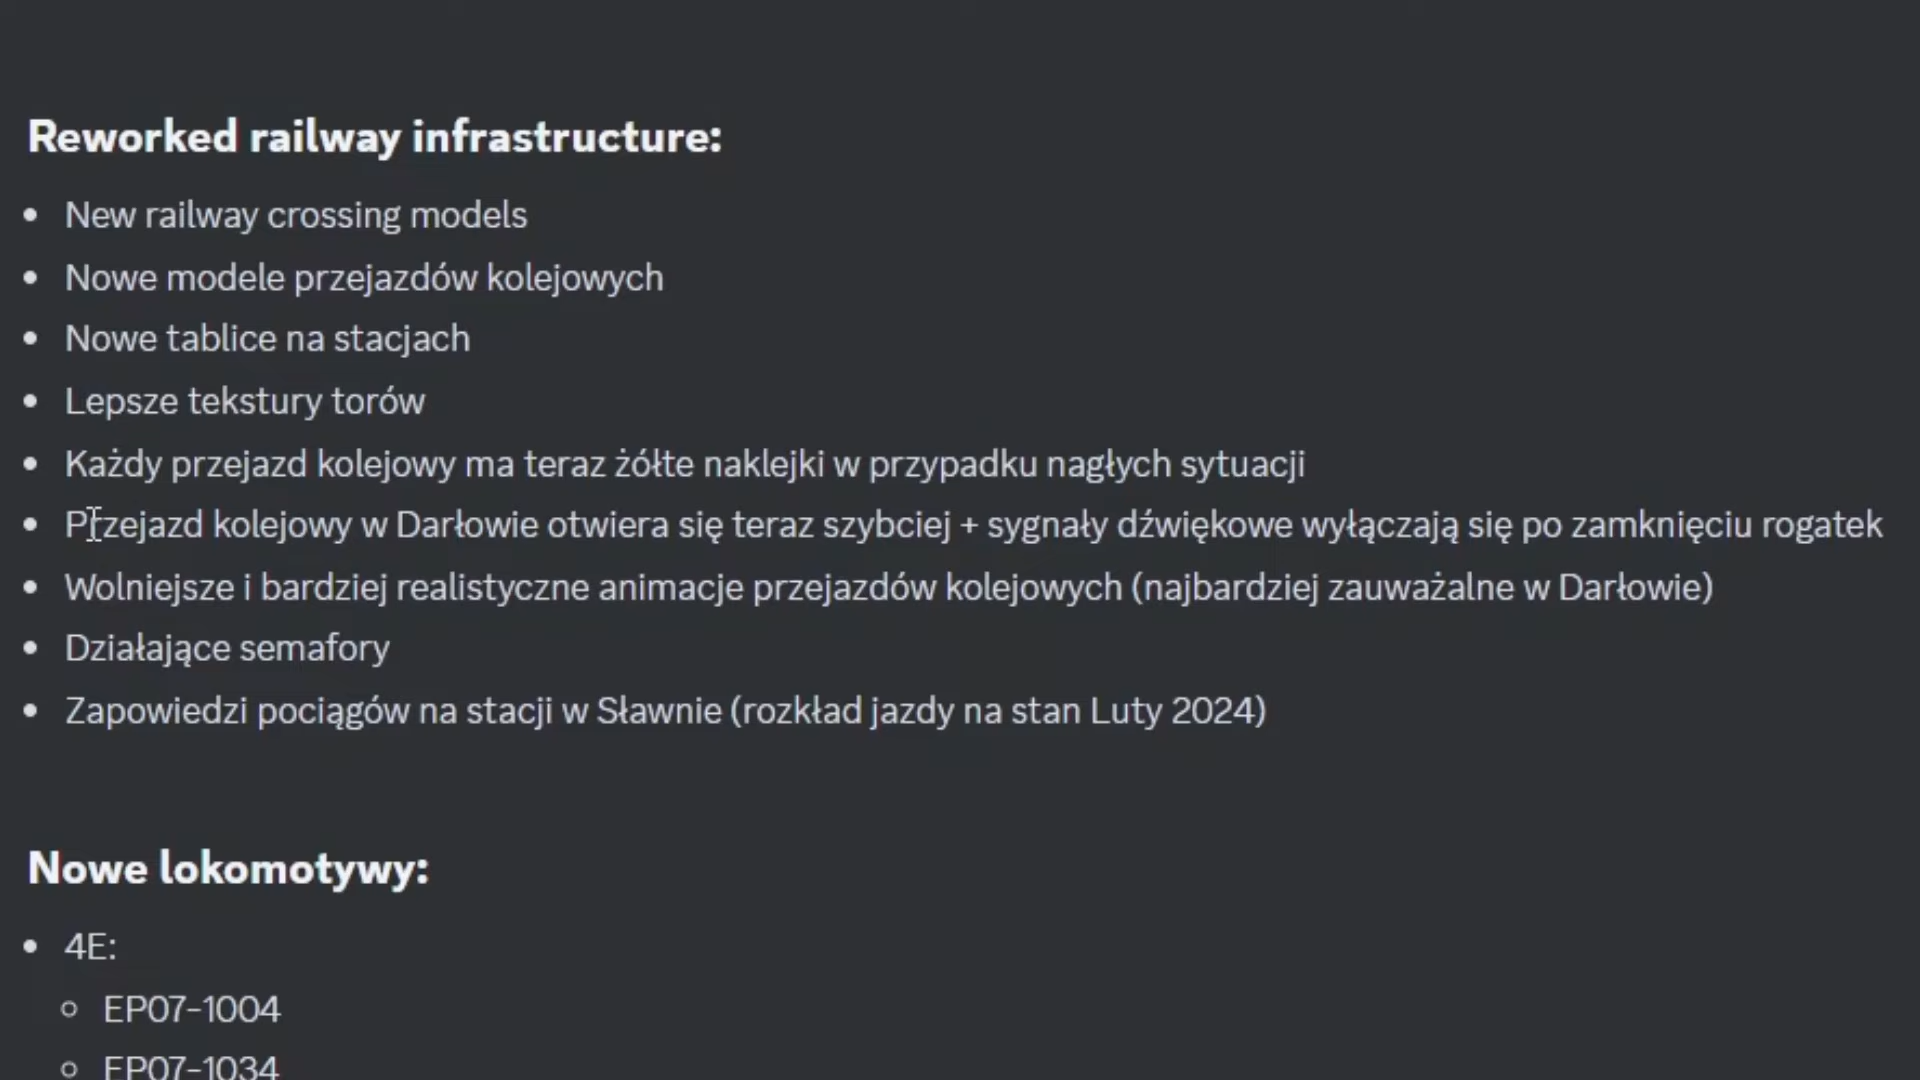 Reworked railway infrastructure:
• New railway crossing models
• Nowe modele przejazdów kolejowych
• Nowe tablice na stacjach
• Lepsze tekstury torów
• Każdy przejazd kolejowy ma teraz żółte naklejki w przypadku nagłych sytuacji
• Przejazd kolejowy w Darłowie otwiera się teraz szybciej + sygnały dźwiękowe wyłączają się po zamknięciu rogatek
• Wolniejsze i bardziej realistyczne animacje przejazdów kolejowych (najbardziej zauważalne w Darłowie)
• Działające semafory
• Zapowiedzi pociągów na stacji w Sławnie (rozkład jazdy na stan Luty 2024)
Nowe lokomotywy:
• 4E:
○ EP07-1004
○ EP07-1034